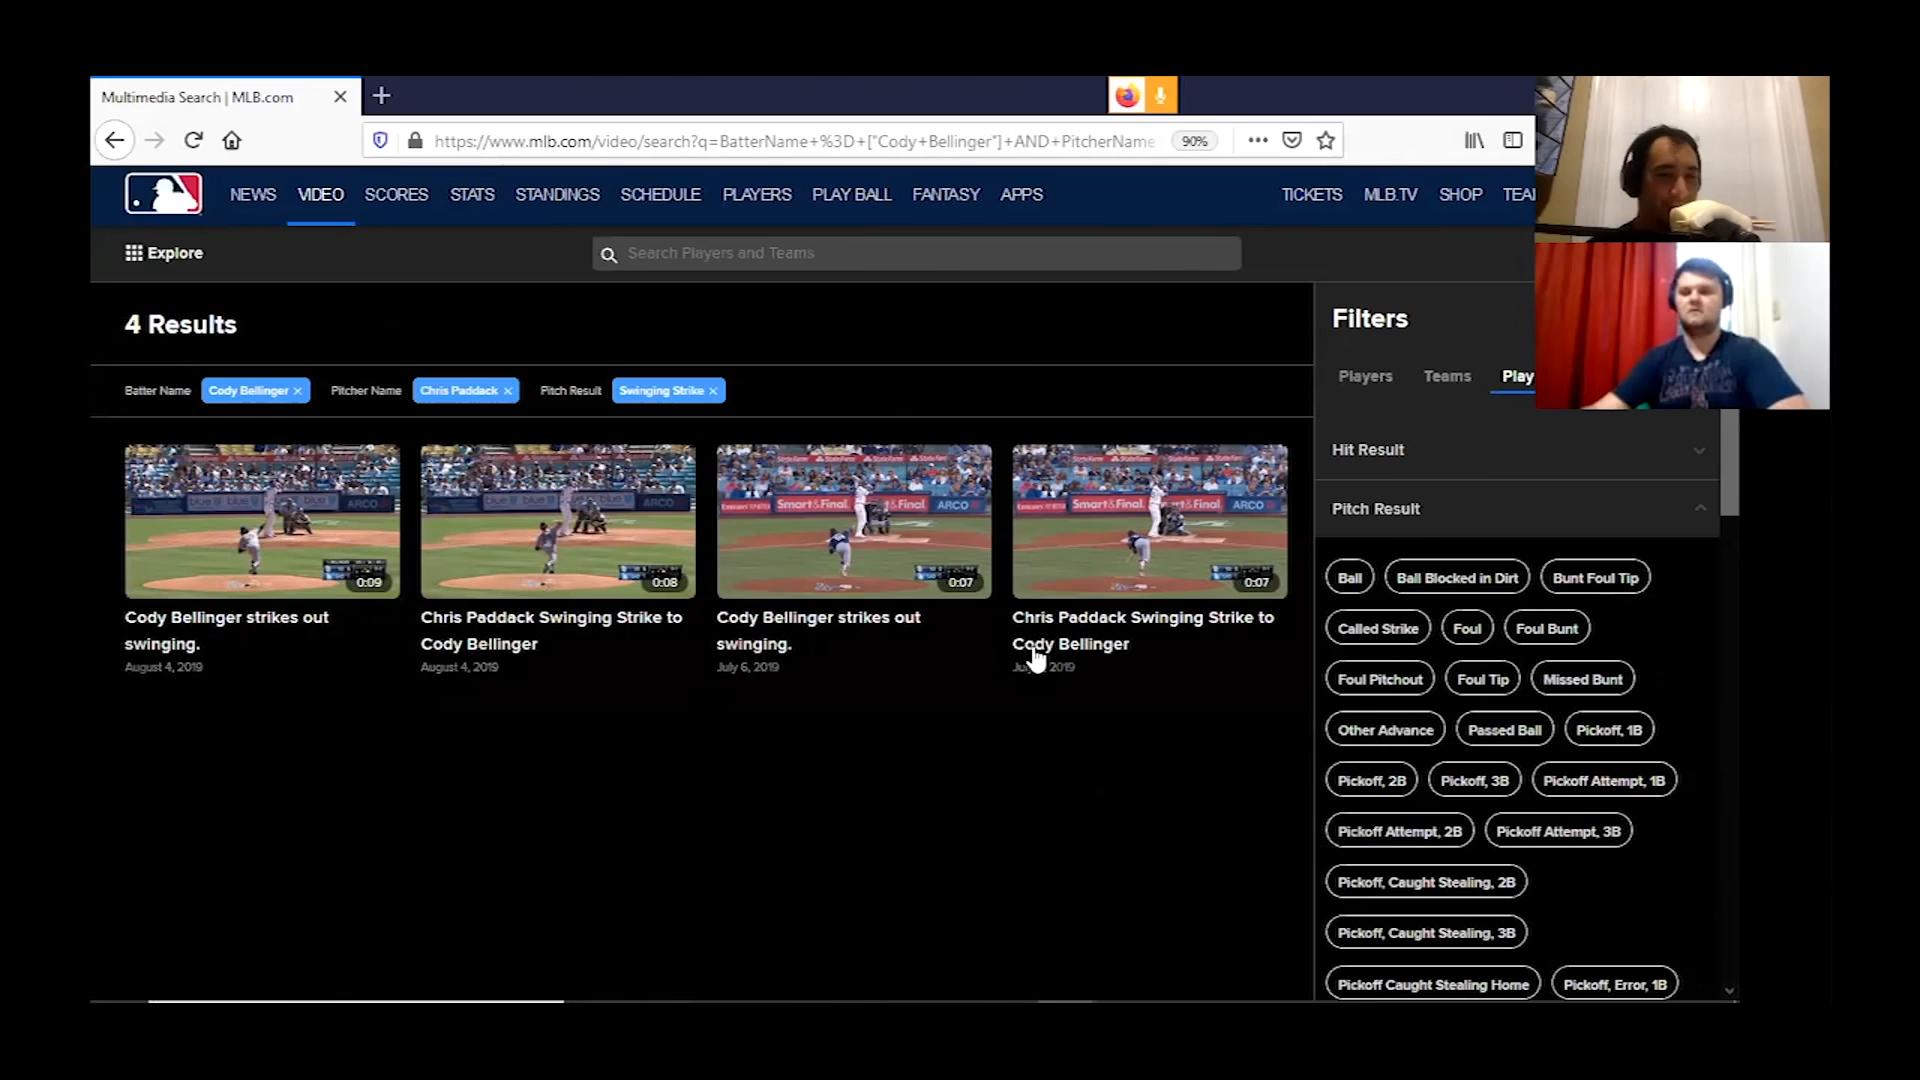 Multimedia Search | MLB.com
https://www.mlb.com/video/search?q=BatterName+%3D+["Cody+Bellinger"]+AND+PitcherName
90%
NEWS VIDEO SCORES STATS STANDINGS SCHEDULE PLAYERS PLAY BALL FANTASY APPS TICKETS MLB.TV SHOP TEA
Explore
Search Players and Teams
4 Results
Batter Name Cody Bellinger Pitcher Name Chris Paddack Pitch Result Swinging Strike
0:09
Cody Bellinger strikes out
swinging.
August 4, 2019
0:08
Chris Paddack Swinging Strike to
Cody Bellinger
August 4, 2019
Smart&Final ARCO
0:07
Cody Bellinger strikes out
swinging.
July 6, 2019
Smart&Final ARCO
0:07
Chris Paddack Swinging Strike to
Cody Bellinger
2019
Filters
Players Teams Play
Hit Result
Pitch Result
Ball Ball Blocked in Dirt Bunt Foul Tip
Called Strike Foul Foul Bunt
Foul Pitchout Foul Tip Missed Bunt
Other Advance Passed Ball Pickoff, 1B
Pickoff, 2B Pickoff, 3B Pickoff Attempt, 1B
Pickoff Attempt, 2B Pickoff Attempt, 3B
Pickoff, Caught Stealing, 2B
Pickoff, Caught Stealing, 3B
Pickoff Caught Stealing Home Pickoff, Error, 1B